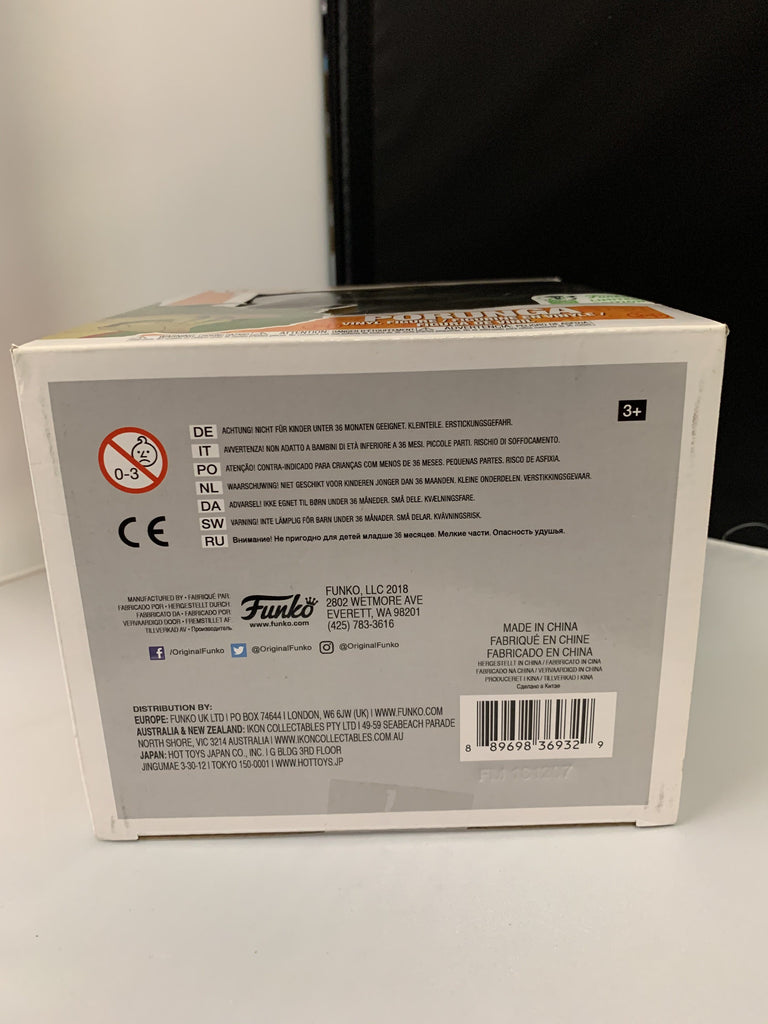 PORUNGA
VINYL FIGURE / FIGURINE EN VINYLE /
3+
0-3
DE ACHTUNG! NICHT FÜR KINDER UNTER 36 MONATEN GEEIGNET. KLEINTEILE. ERSTICKUNGSGEFAHR.
IT AVVERTENZA! NON ADATTO A BAMBINI DI ETÀ INFERIORE A 36 MESI. PICCOLE PARTI. RISCHIO DI SOFFOCAMENTO.
PO ATENÇÃO! CONTRA-INDICADO PARA CRIANÇAS COM MENOS DE 36 MESES. PEQUENAS PARTES. RISCO DE ASFIXIA.
NL WAARSCHUWING! NIET GESCHIKT VOOR KINDEREN JONGER DAN 36 MAANDEN. KLEINE ONDERDELEN. VERSTIKKINGSGEVAAR.
DA ADVARSEL! IKKE EGNET TIL BØRN UNDER 36 MÅNEDER. SMÅ DELE. KVÆLNINGSFARE.
SW VARNING! INTE LÄMPLIG FÖR BARN UNDER 36 MÅNADER. SMÅ DELAR. KVÄVNINGSRISK.
RU Внимание! Не пригодно для детей младше 36 месяцев. Мелкие части. Опасность удушья.
CE
MANUFACTURED BY • FABRIQUÉ PAR
FABRICADO POR • HERGESTELLT DURCH
FABBRICATO DA • FABRICADO POR
VERVAARDIGD DOOR • FREMSTILLET AF
TILLVERKAD AV • Производитель
Funko
www.funko.com
FUNKO, LLC 2018
2802 WETMORE AVE
EVERETT, WA 98201
(425) 783-3616
/OriginalFunko @OriginalFunko @OriginalFunko
MADE IN CHINA
FABRIQUÉ EN CHINE
FABRICADO EN CHINA
HERGESTELLT IN CHINA / FABBRICATO IN CINA
FABRICADO NA CHINA / VERVAARDIGD IN CHINA
PRODUCERET I KINA / TILLVERKAD I KINA
Сделано в Китае
DISTRIBUTION BY:
EUROPE: FUNKO UK LTD | PO BOX 74644 | LONDON, W6 6JW (UK) | WWW.FUNKO.COM
AUSTRALIA & NEW ZEALAND: IKON COLLECTABLES PTY LTD | 49-59 SEABEACH PARADE
NORTH SHORE, VIC 3214 AUSTRALIA | WWW.IKONCOLLECTABLES.COM.AU
JAPAN: HOT TOYS JAPAN CO., INC. | G BLDG 3RD FLOOR
JINGUMAE 3-30-12 | TOKYO 150-0001 | WWW.HOTTOYS.JP
8 89698 36932 9